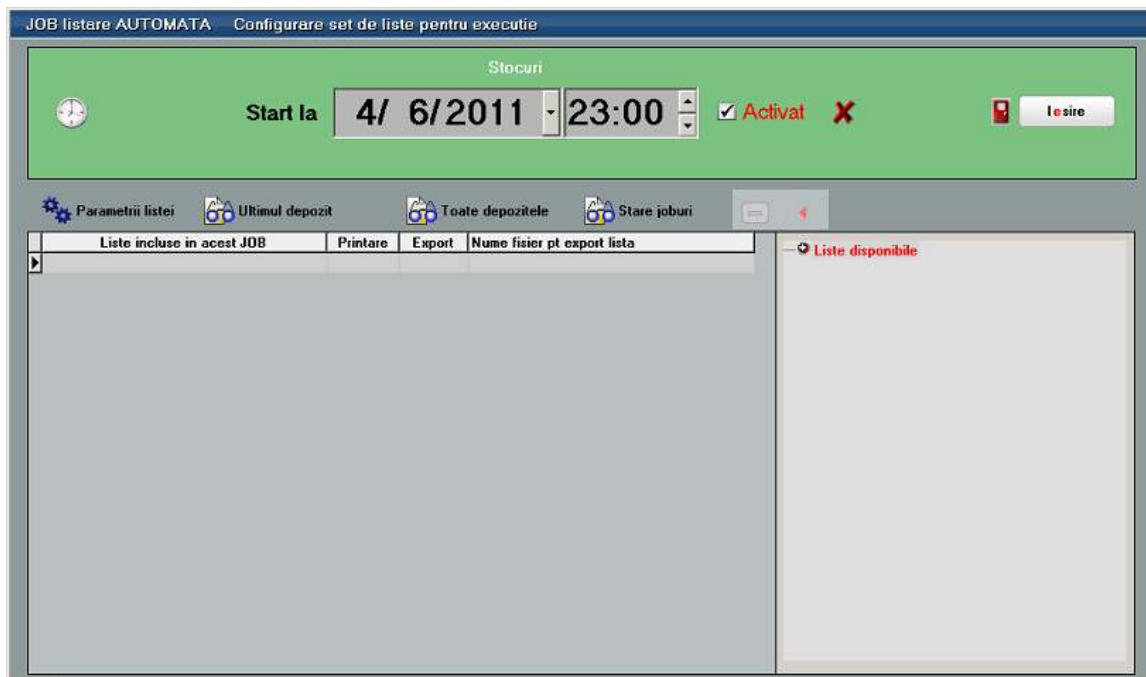 JOB listare AUTOMATA Configurare set de liste pentru executie
Stocuri
Start la 4/ 6/2011 23:00 Activat Iesire
Parametrii listei Ultimul depozit Toate depozitele Stare joburi
Liste incluse in acest JOB Printare Export Nume fisier pt export lista
Liste disponibile